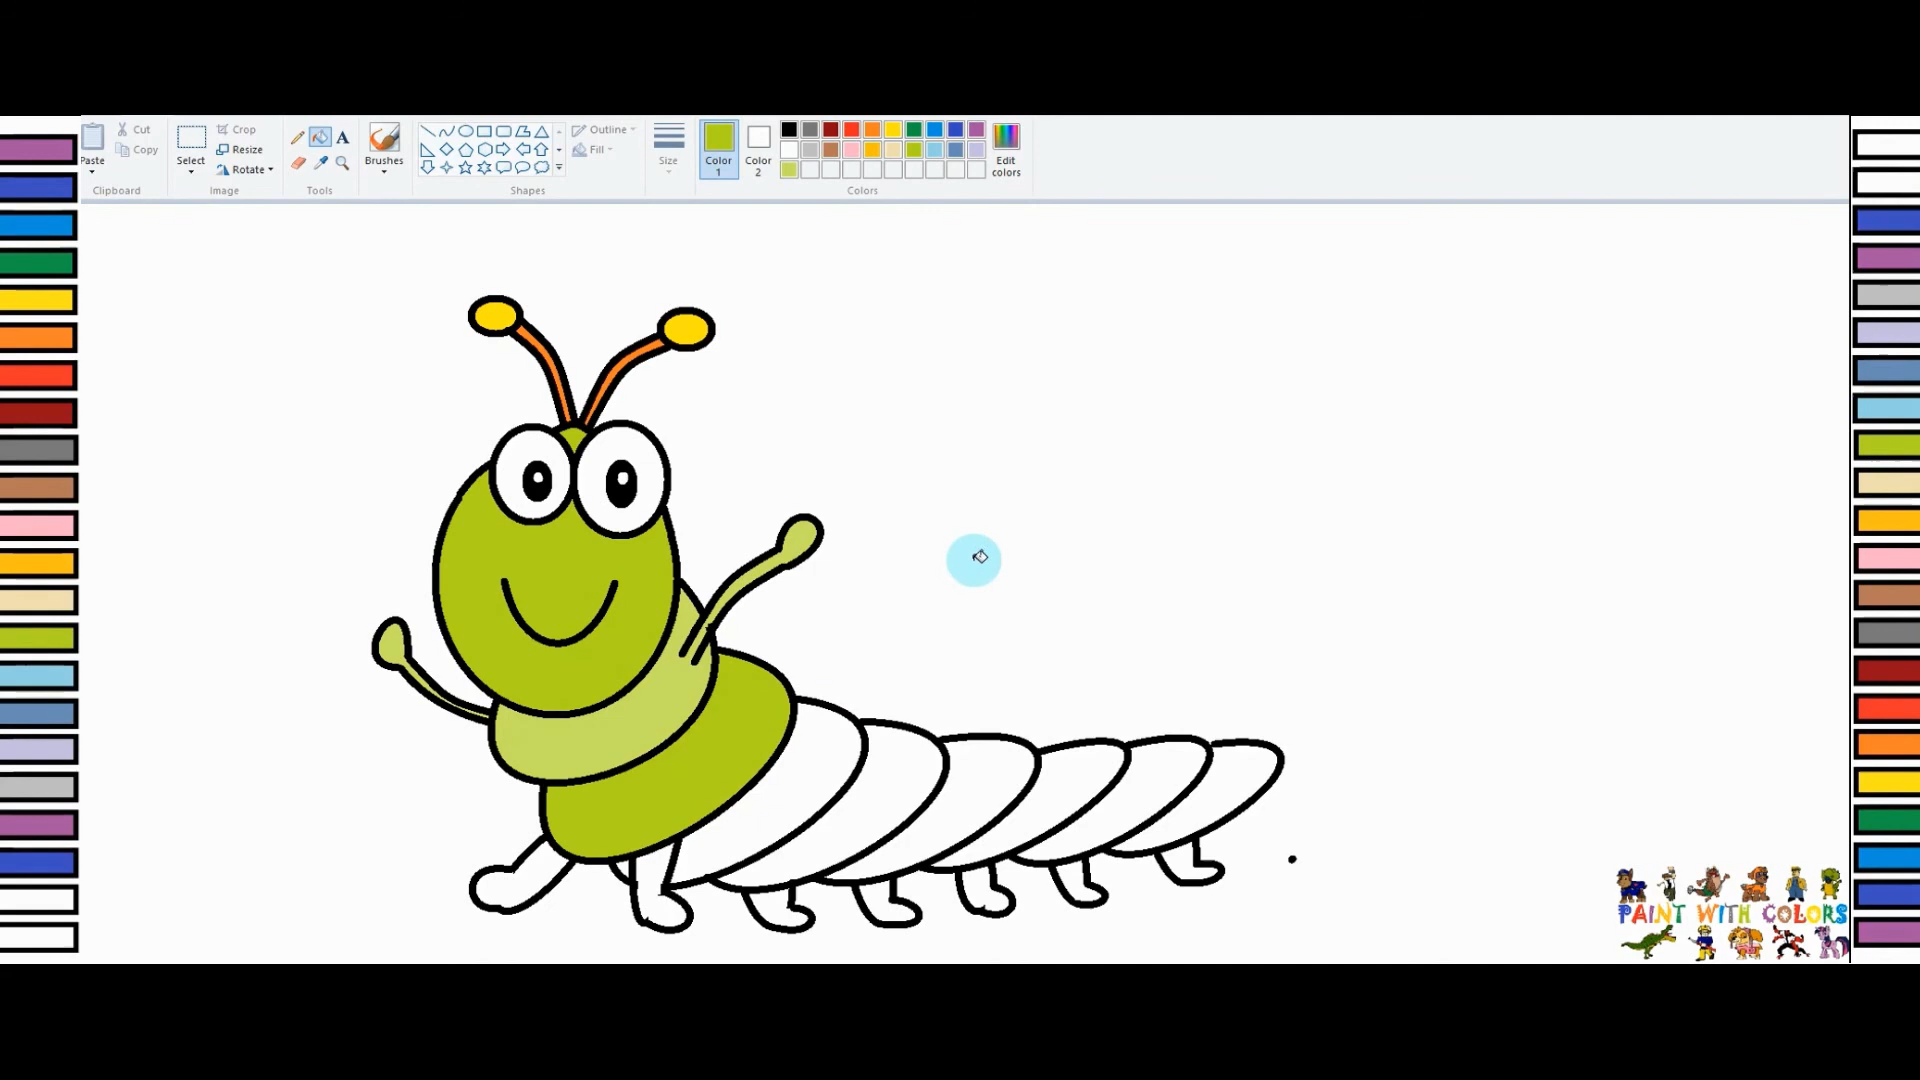 Cut
Copy
Paste
Clipboard
Select
Crop
Resize
Rotate
Image
A
Tools
Brushes
Shapes
Outline
Fill
Size
Color
1
Color
2
Edit
colors
Colors
PAINT WITH COLORS